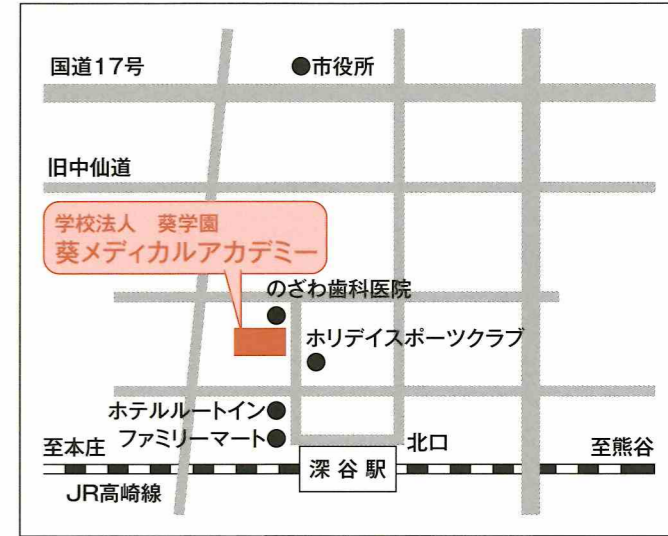 国道17号
●市役所
旧中仙道
学校法人　葵学園
葵メディカルアカデミー
のざわ歯科医院
ホリデイスポーツクラブ
ホテルルートイン●
ファミリーマート●
北口
至本庄
至熊谷
深谷駅
JR高崎線